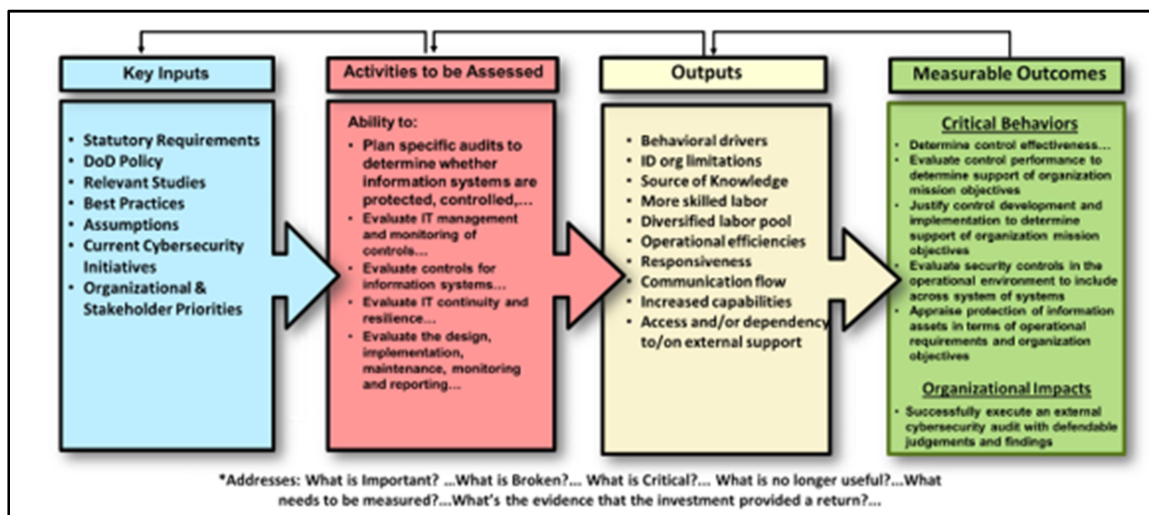 Key Inputs
Statutory Requirements
DoD Policy
Relevant Studies
Best Practices
Assumptions
Current Cybersecurity
Initiatives
Organizational &
Stakeholder Priorities
Activities to be Assessed
Ability to:
Plan specific audits to
determine whether
information systems are
protected, controlled,...
Evaluate IT management
and monitoring of
controls...
Evaluate controls for
information systems...
Evaluate IT continuity and
resilience...
Evaluate the design,
implementation,
maintenance, monitoring
and reporting...
Outputs
Behavioral drivers
ID org limitations
Source of Knowledge
More skilled labor
Diversified labor pool
Operational efficiencies
Responsiveness
Communication flow
Increased capabilities
Access and/or dependency
to/on external support
Measurable Outcomes
Critical Behaviors
Determine control effectiveness...
Evaluate control performance to
determine support of organization
mission objectives
Justify control development and
implementation to determine
support of organization mission
objectives
Evaluate security controls in the
operational environment to include
across system of systems
Appraise protection of information
assets in terms of operational
requirements and organization
objectives
Organizational Impacts
Successfully execute an external
cybersecurity audit with defendable
judgements and findings
*Addresses: What is Important? ...What is Broken?... What is Critical?... What is no longer useful?...What
needs to be measured?...What's the evidence that the investment provided a return?...